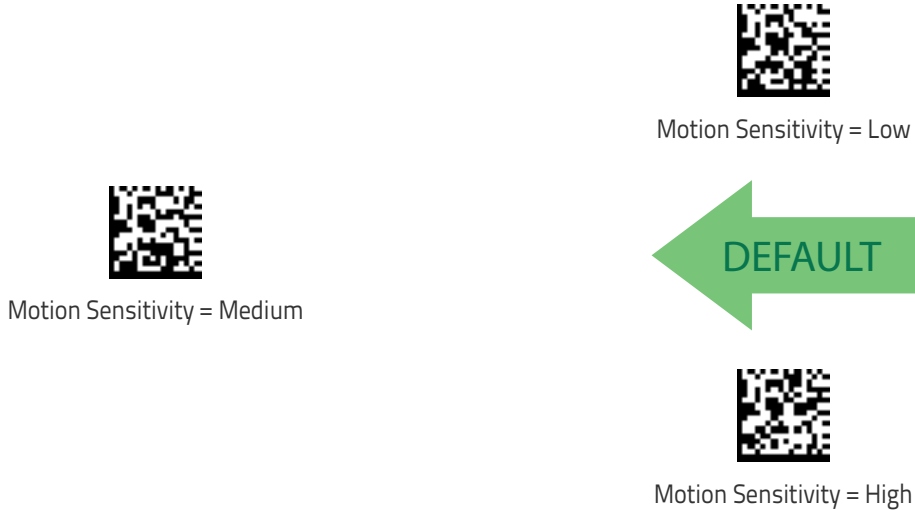 Motion Sensitivity = Low
Motion Sensitivity = Medium
DEFAULT
Motion Sensitivity = High